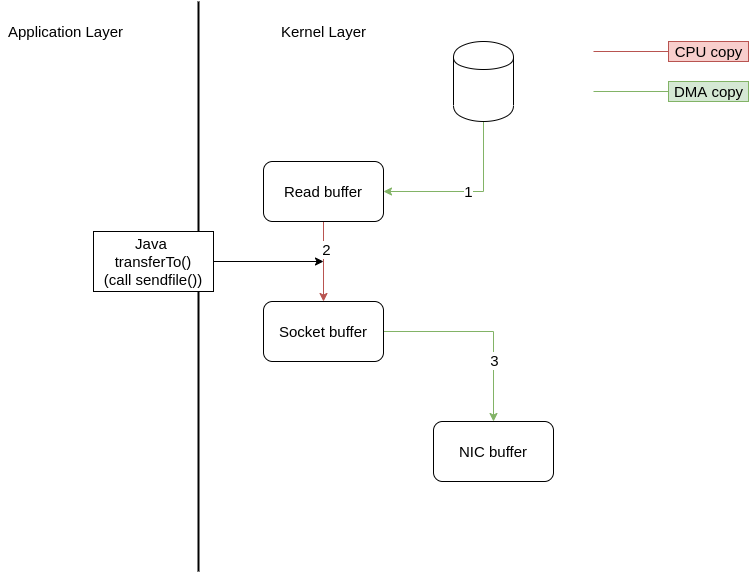 Application Layer
Kernel Layer
CPU copy
DMA copy
Read buffer
1
2
Java
transferTo()
(call sendfile())
Socket buffer
3
NIC buffer